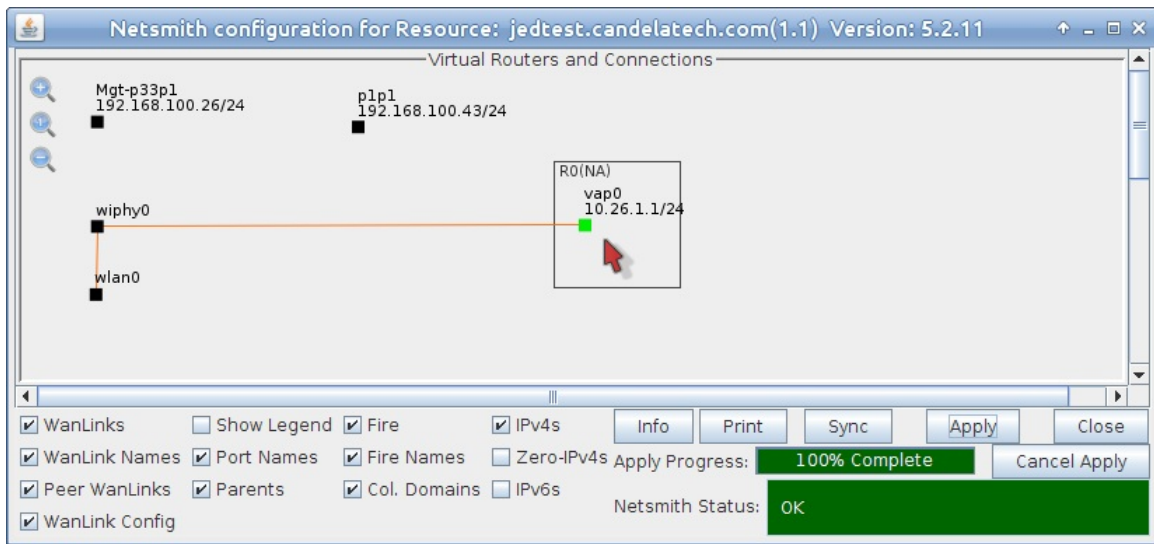 Netsmith configuration for Resource: jedtest.candelatech.com(1.1) Version: 5.2.11
Virtual Routers and Connections
Mgt-p33p1
192.168.100.26/24
p1p1
192.168.100.43/24
R0(NA)
vap0
10.26.1.1/24
wiphy0
wlan0
WanLinks Show Legend Fire IPv4s Info Print Sync Apply Close
WanLink Names Port Names Fire Names Zero-IPv4s Apply Progress: 100% Complete Cancel Apply
Peer WanLinks Parents Col. Domains IPv6s
Netsmith Status: OK
WanLink Config